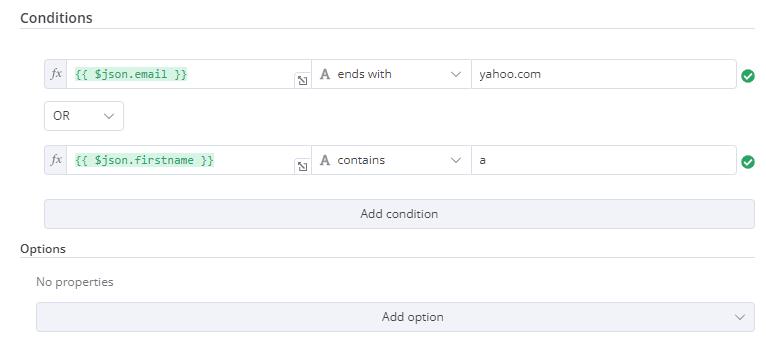 Conditions
fx {{ $json.email }} A ends with yahoo.com
OR
fx {{ $json.firstname }} A contains a
Add condition
Options
No properties
Add option